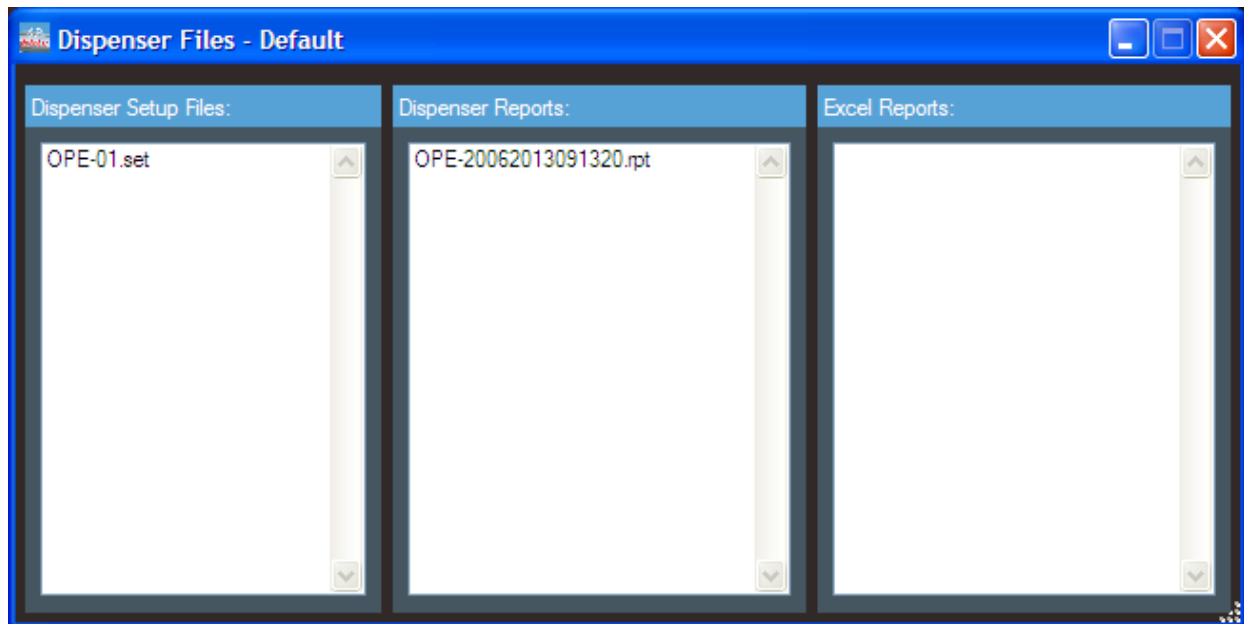 Dispenser Files - Default
Dispenser Setup Files:
Dispenser Reports:
Excel Reports:
OPE-01.set
OPE-20062013091320.rpt